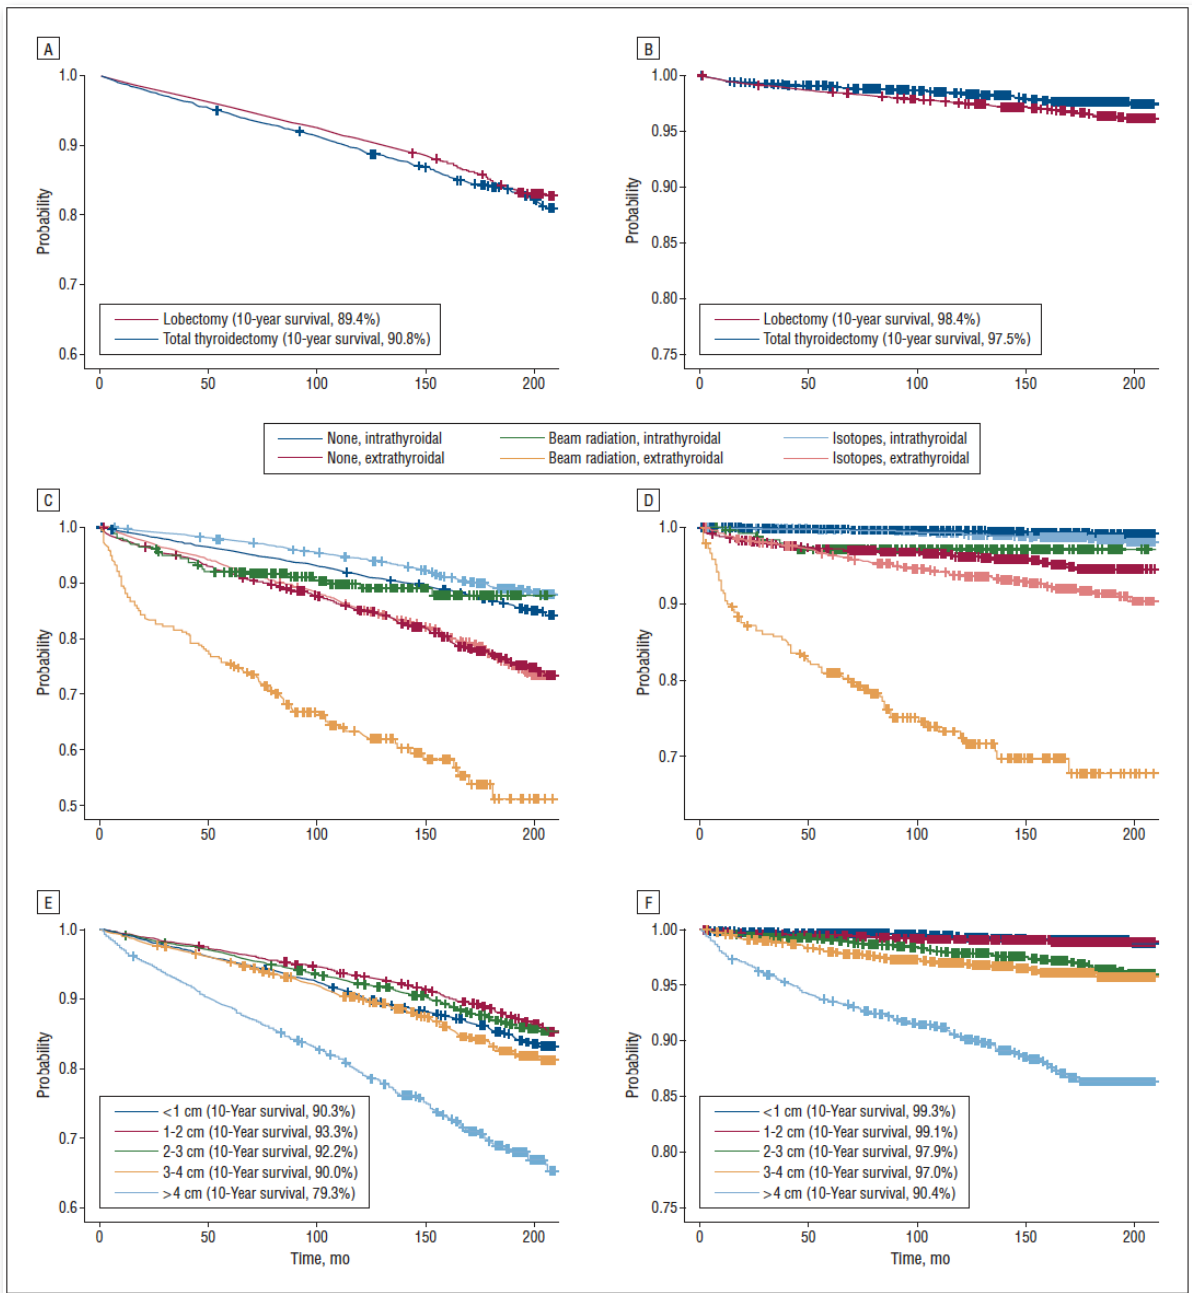 A
1.0
0.9
0.8
0.7
0.6
Probability
Lobectomy (10-year survival, 89.4%)
Total thyroidectomy (10-year survival, 90.8%)
0 50 100 150 200
B
1.00
0.95
0.90
0.85
0.80
0.75
Probability
Lobectomy (10-year survival, 98.4%)
Total thyroidectomy (10-year survival, 97.5%)
0 50 100 150 200
None, intrathyroidal Beam radiation, intrathyroidal Isotopes, intrathyroidal
None, extrathyroidal Beam radiation, extrathyroidal Isotopes, extrathyroidal
C
1.0
0.9
0.8
0.7
0.6
0.5
Probability
0 50 100 150 200
D
1.0
0.9
0.8
0.7
Probability
0 50 100 150 200
E
1.0
0.9
0.8
0.7
0.6
Probability
<1 cm (10-Year survival, 90.3%)
1-2 cm (10-Year survival, 93.3%)
2-3 cm (10-Year survival, 92.2%)
3-4 cm (10-Year survival, 90.0%)
>4 cm (10-Year survival, 79.3%)
0 50 100 150 200
Time, mo
F
1.00
0.95
0.90
0.85
0.80
0.75
Probability
<1 cm (10-Year survival, 99.3%)
1-2 cm (10-Year survival, 99.1%)
2-3 cm (10-Year survival, 97.9%)
3-4 cm (10-Year survival, 97.0%)
>4 cm (10-Year survival, 90.4%)
0 50 100 150 200
Time, mo